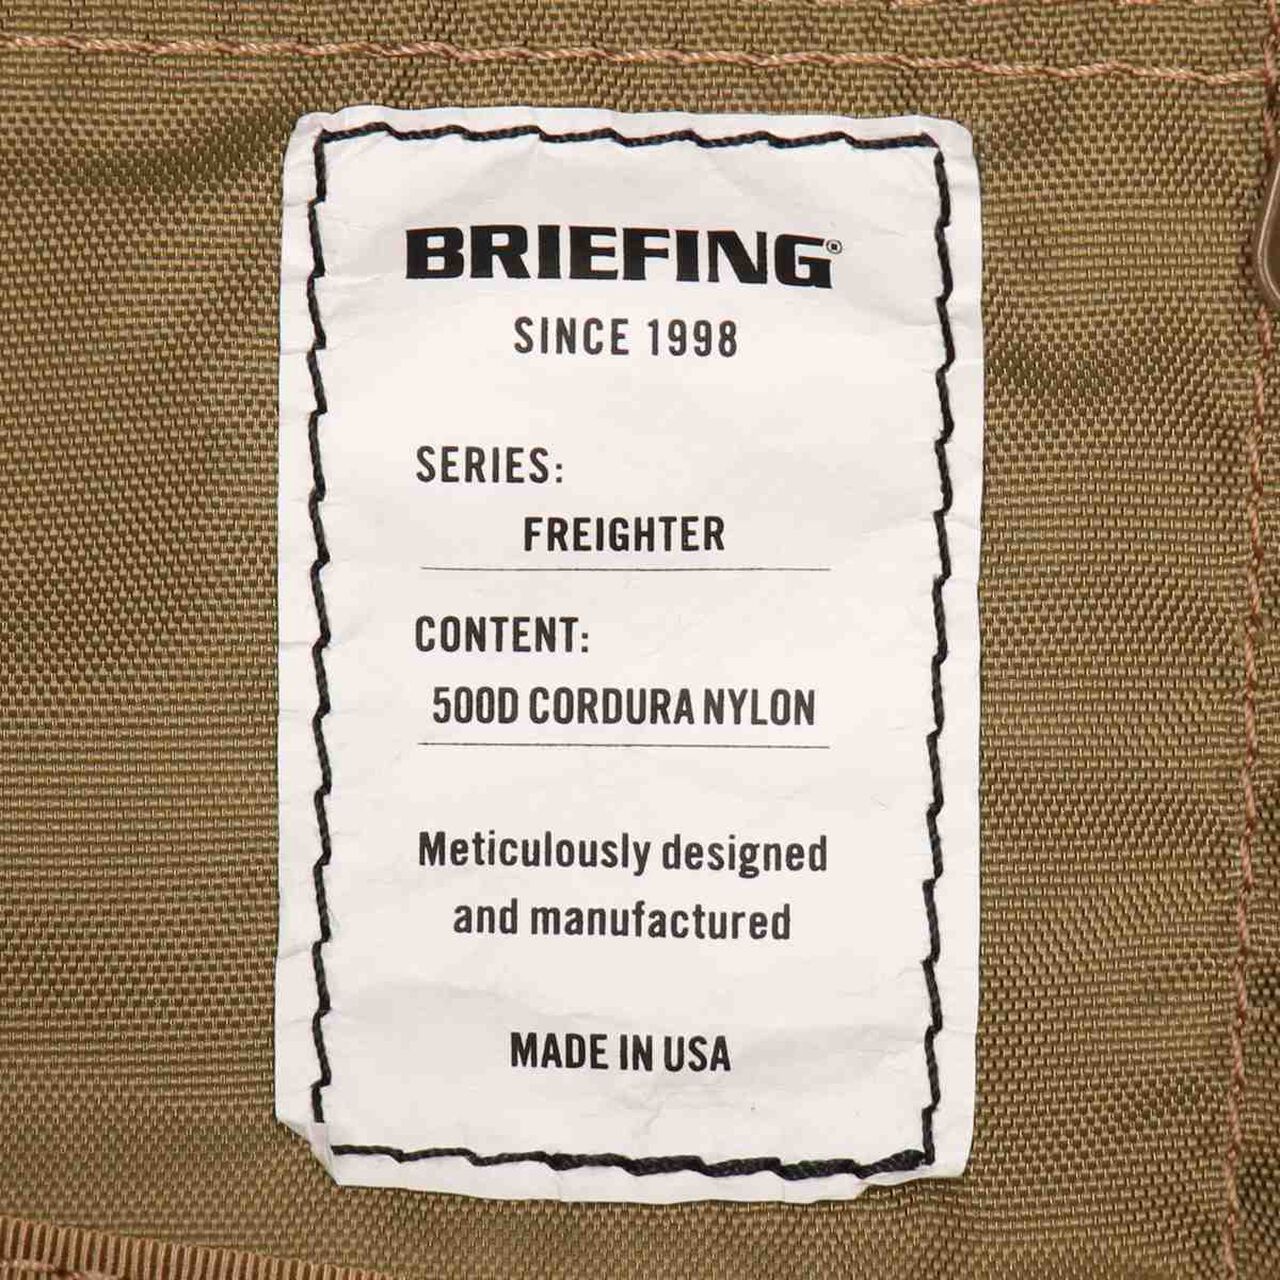 BRIEFING®
SINCE 1998
SERIES:
FREIGHTER
CONTENT:
500D CORDURA NYLON
Meticulously designed
and manufactured
MADE IN USA